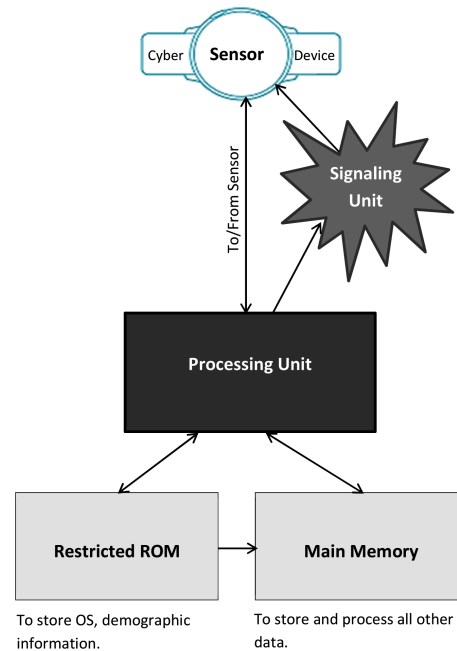 Cyber Sensor Device
To/From Sensor
Signaling
Unit
Processing Unit
Restricted ROM
Main Memory
To store OS, demographic
information.
To store and process all other
data.